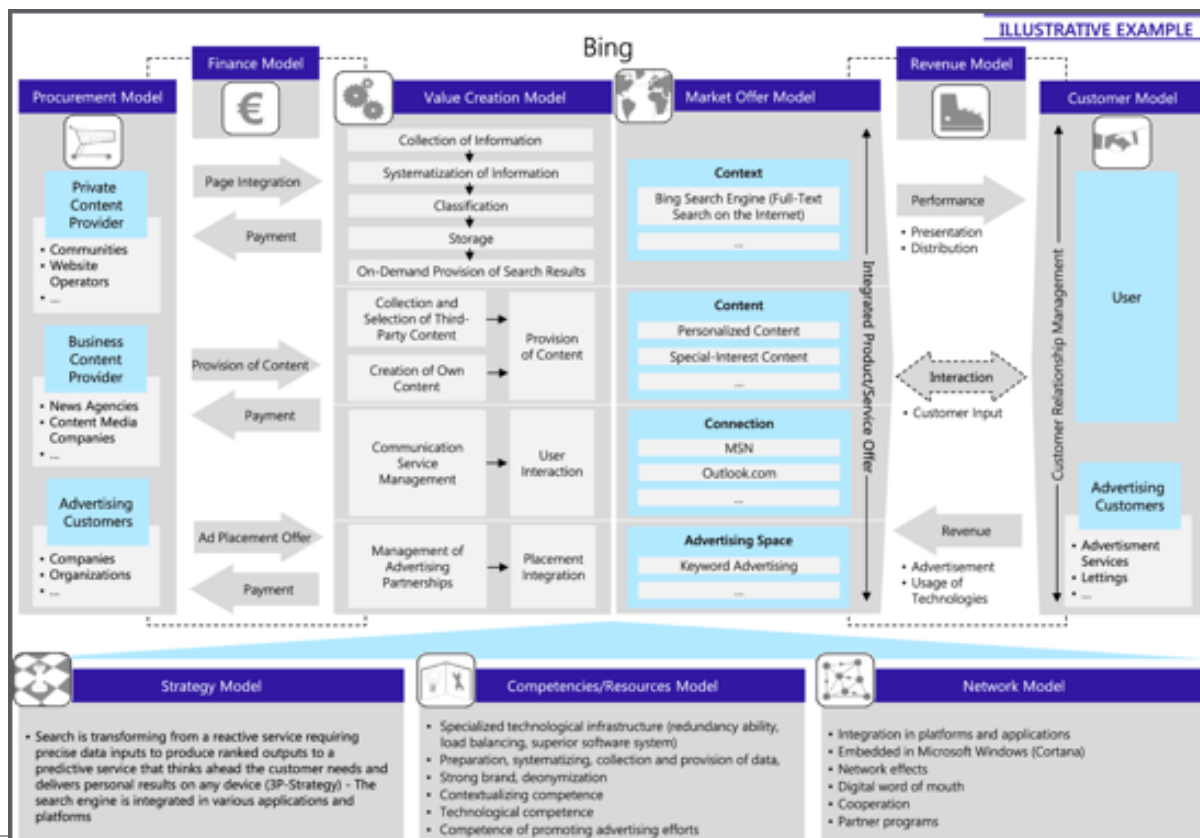 ILLUSTRATIVE EXAMPLE
Bing
Procurement Model
Private
Content
Provider
• Communities
• Website
Operators
• ...
Business
Content
Provider
• News Agencies
• Content Media
Companies
• ...
Advertising
Customers
• Companies
• Organizations
• ...
Finance Model
€
Page Integration
Payment
Provision of Content
Payment
Ad Placement Offer
Payment
Value Creation Model
Collection of Information
Systematization of Information
Classification
Storage
On-Demand Provision of Search Results
Collection and
Selection of Third-
Party Content
Creation of Own
Content
Provision
of Content
Communication
Service
Management
User
Interaction
Management of
Advertising
Partnerships
Placement
Integration
Market Offer Model
Context
Bing Search Engine (Full-Text
Search on the Internet)
...
Content
Personalized Content
Special-Interest Content
...
Connection
MSN
Outlook.com
...
Advertising Space
Keyword Advertising
...
Integrated Product/Service Offer
Revenue Model
Performance
• Presentation
• Distribution
Interaction
• Customer Input
Revenue
• Advertisement
• Usage of
Technologies
Customer Model
Customer Relationship Management
User
Advertising
Customers
• Advertisment
Services
• Lettings
• ...
Strategy Model
• Search is transforming from a reactive service requiring
precise data inputs to produce ranked outputs to a
predictive service that thinks ahead the customer needs and
delivers personal results on any device (3P-Strategy) - The
search engine is integrated in various applications and
platforms
Competencies/Resources Model
• Specialized technological infrastructure (redundancy ability,
load balancing, superior software system)
• Preparation, systematizing, collection and provision of data,
• Strong brand, deonymization
• Contextualizing competence
• Technological competence
• Competence of promoting advertising efforts
Network Model
• Integration in platforms and applications
• Embedded in Microsoft Windows (Cortana)
• Network effects
• Digital word of mouth
• Cooperation
• Partner programs